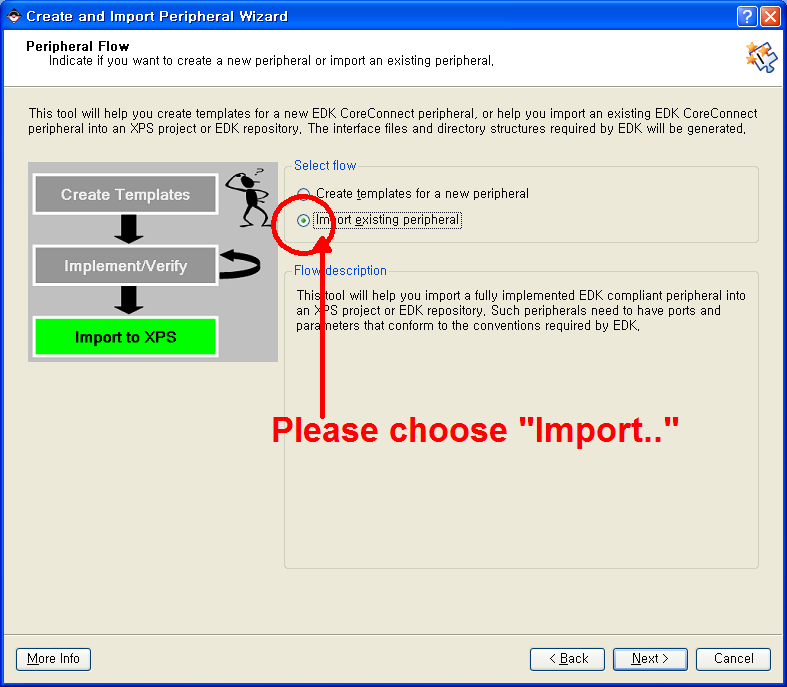 Create and Import Peripheral Wizard
Peripheral Flow
Indicate if you want to create a new peripheral or import an existing peripheral.
This tool will help you create templates for a new EDK CoreConnect peripheral, or help you import an existing EDK CoreConnect
peripheral into an XPS project or EDK repository. The interface files and directory structures required by EDK will be generated.
Create Templates
?
Implement/Verify
Import to XPS
Select flow
Create templates for a new peripheral
Import existing peripheral
Flow description
This tool will help you import a fully implemented EDK compliant peripheral into
an XPS project or EDK repository. Such peripherals need to have ports and
parameters that conform to the conventions required by EDK.
Please choose "Import.."
More Info
< Back
Next >
Cancel